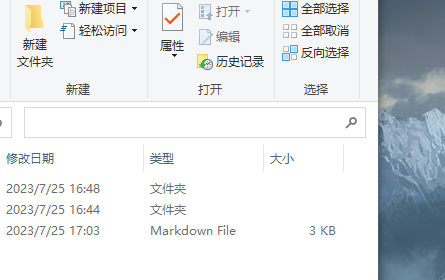 新建项目
轻松访问
新建
文件夹
新建
属性
打开
编辑
历史记录
打开
全部选择
全部取消
反向选择
选择
修改日期 类型 大小
2023/7/25 16:48 文件夹
2023/7/25 16:44 文件夹
2023/7/25 17:03 Markdown File 3 KB